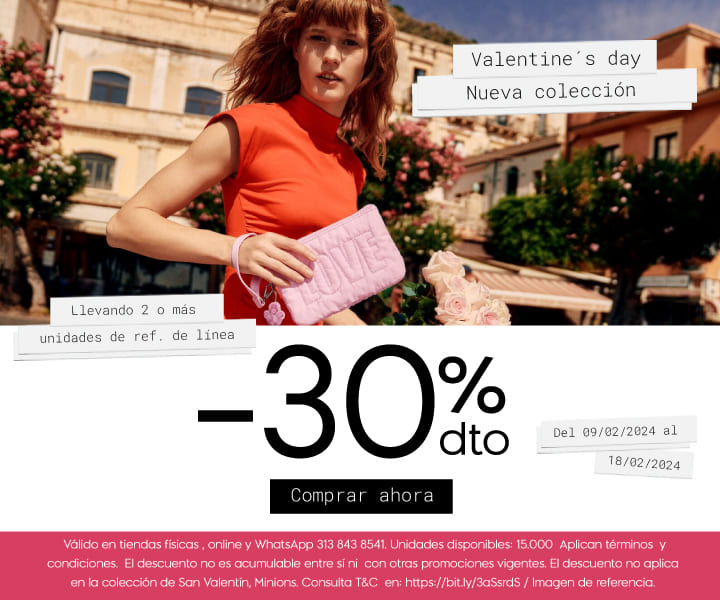 Valentine´s day
Nueva colección
LOVE
Llevando 2 o más
unidades de ref. de línea
-30% dto
Del 09/02/2024 al
18/02/2024
Comprar ahora
Válido en tiendas físicas , online y WhatsApp 313 843 8541. Unidades disponibles: 15.000 Aplican términos y
condiciones. El descuento no es acumulable entre sí ni con otras promociones vigentes. El descuento no aplica
en la colección de San Valentín, Minions. Consulta T&C en: https://bit.ly/3aSsrdS / Imagen de referencia.